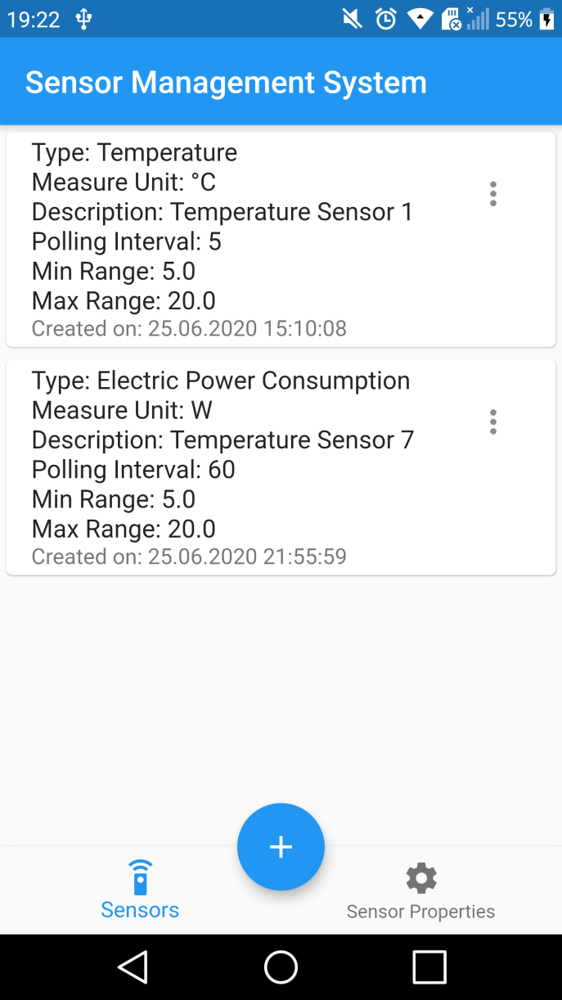 19:22
55%
Sensor Management System
Type: Temperature
Measure Unit: °C
Description: Temperature Sensor 1
Polling Interval: 5
Min Range: 5.0
Max Range: 20.0
Created on: 25.06.2020 15:10:08
Type: Electric Power Consumption
Measure Unit: W
Description: Temperature Sensor 7
Polling Interval: 60
Min Range: 5.0
Max Range: 20.0
Created on: 25.06.2020 21:55:59
Sensors
Sensor Properties